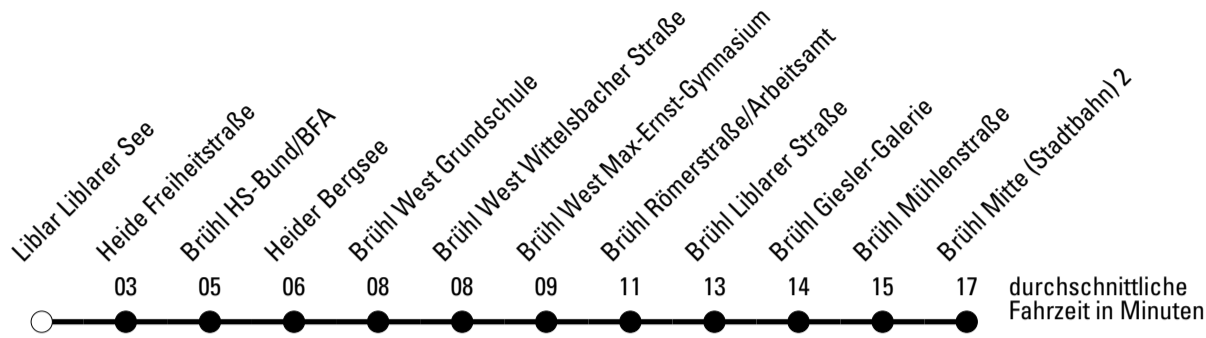 Liblar Liblarer See
Heide Freiheitstraße
Brühl HS-Bund/BFA
Heider Bergsee
Brühl West Grundschule
Brühl West Wittelsbacher Straße
Brühl West Max-Ernst-Gymnasium
Brühl Römerstraße/Arbeitsamt
Brühl Liblarer Straße
Brühl Giesler-Galerie
Brühl Mühlenstraße
Brühl Mitte (Stadtbahn) 2
03 05 06 08 08 09 11 13 14 15 17
durchschnittliche
Fahrzeit in Minuten